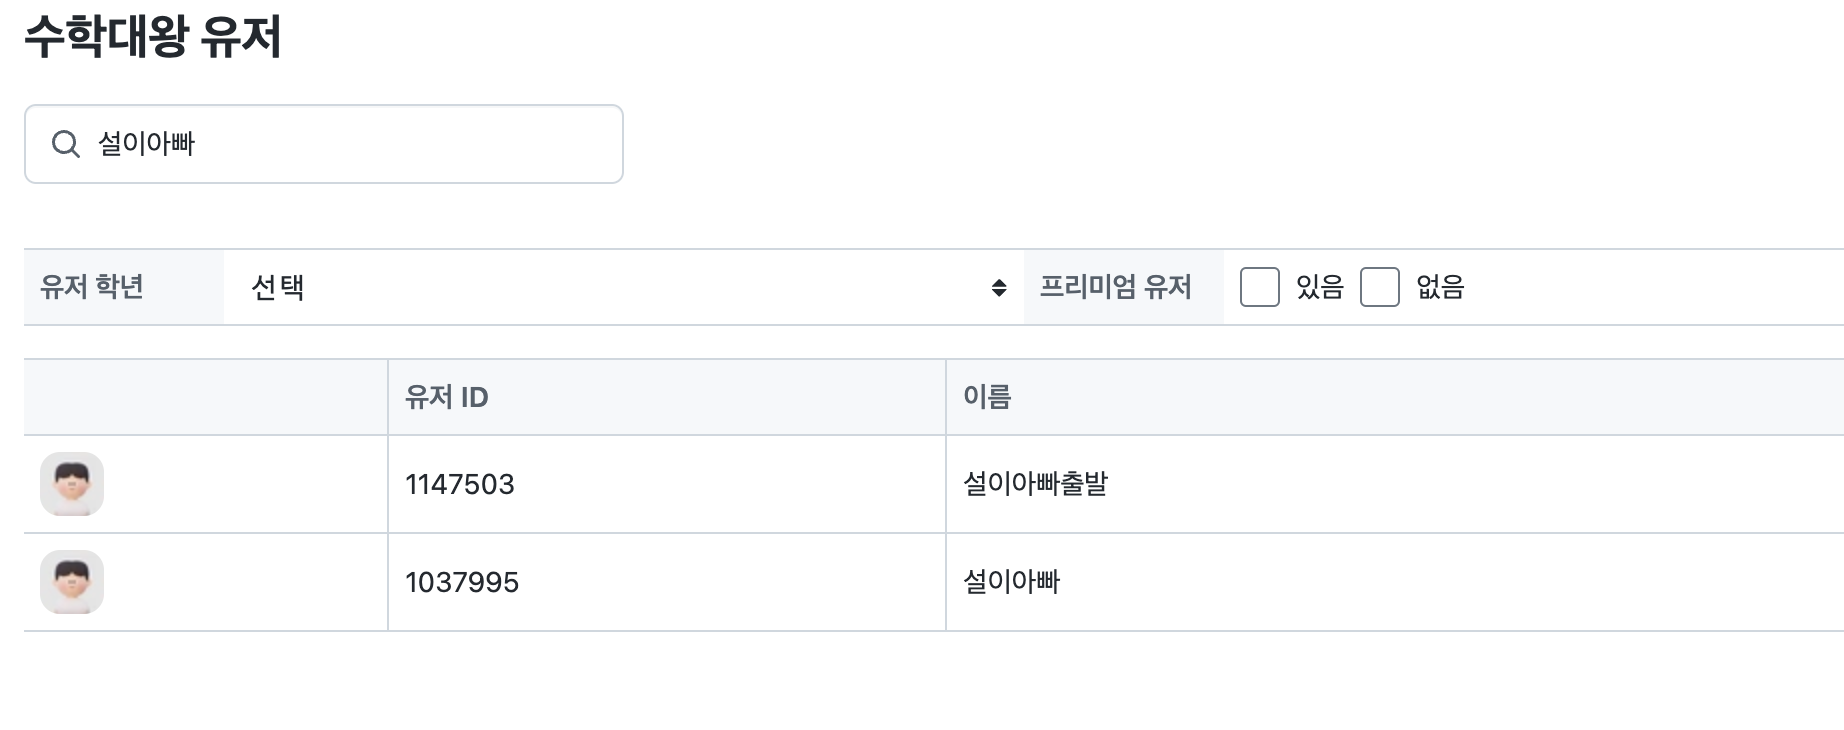 수학대왕 유저
설이아빠
유저 학년 선택 프리미엄 유저 있음 없음
유저 ID 이름
1147503 설이아빠출발
1037995 설이아빠